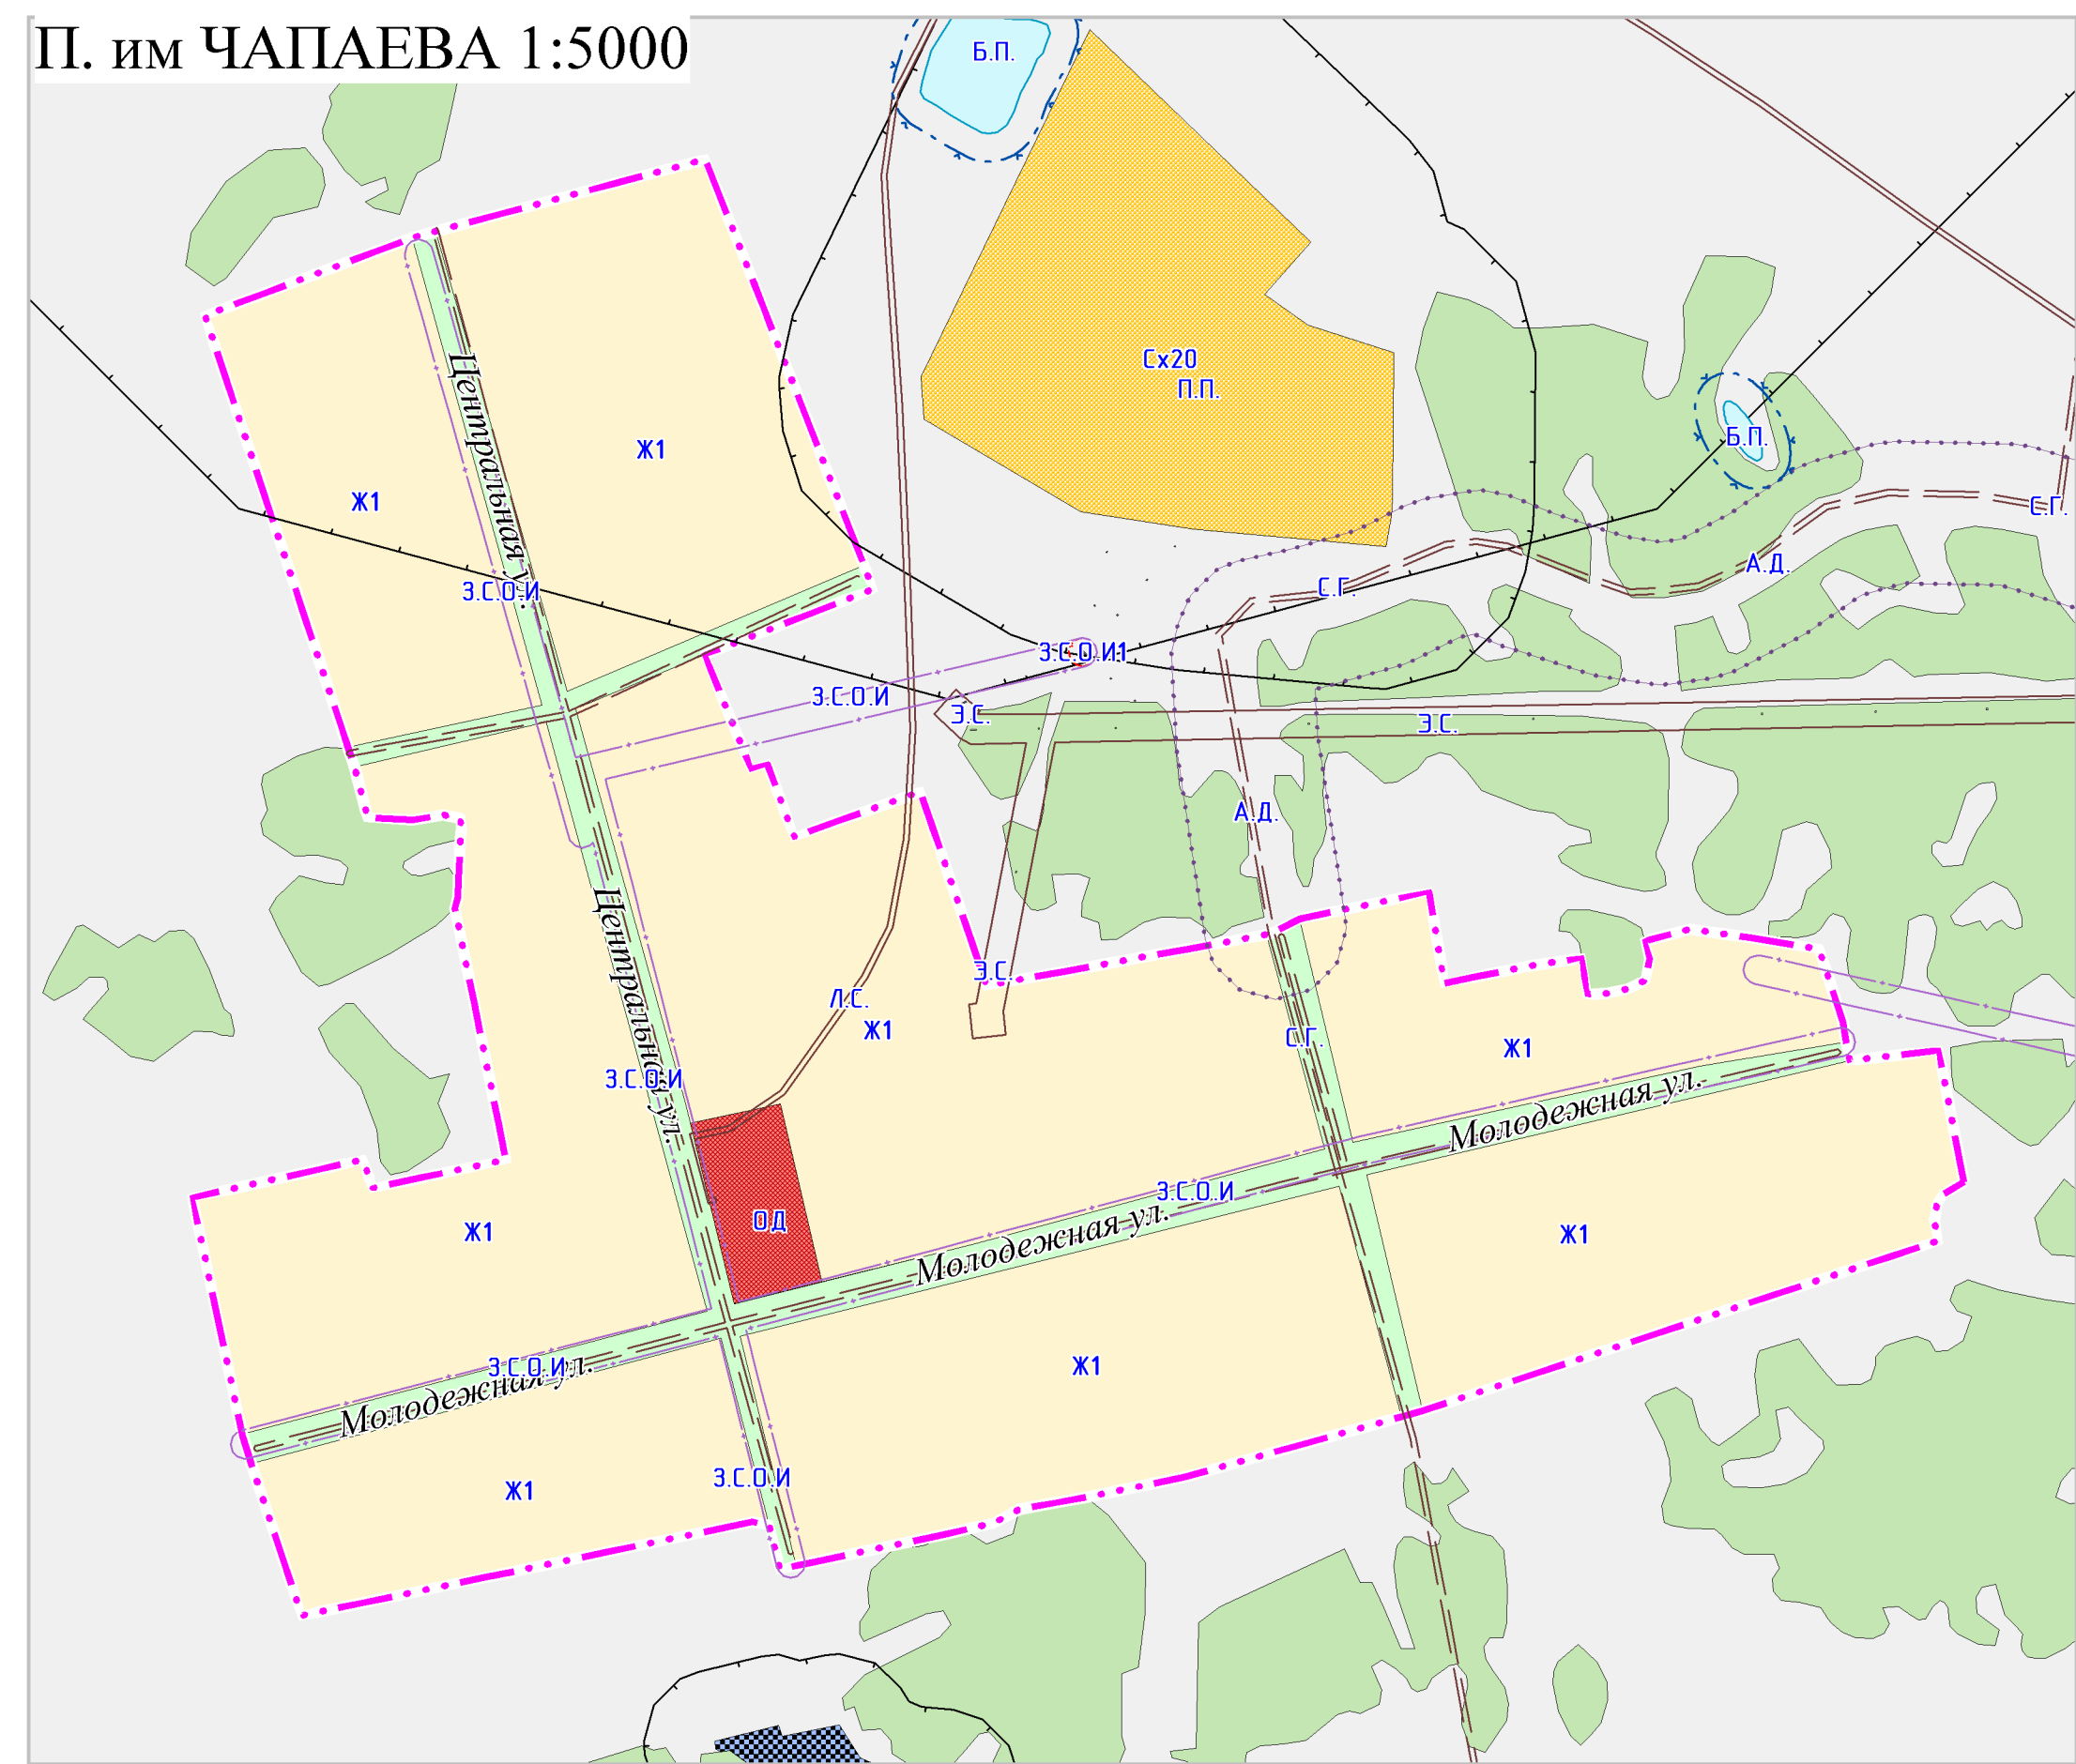 П. им ЧАПАЕВА 1:5000
Б.П.
Сх20
П.П.
Ж1
Б.П.
Ж1
Центральная ул.
С.Г.
А.Д.
С.Г.
З.С.О.И
З.С.О.И1
З.С.О.И
Э.С.
Э.С.
А.Д.
Центральная ул.
Э.С.
Л.С.
Ж1
С.Г.
Ж1
З.С.О.И
Молодежная ул.
З.С.О.И
ОД
Ж1
Ж1
Молодежная ул.
З.С.О.И
Ж1
Молодежная ул.
З.С.О.И
Ж1